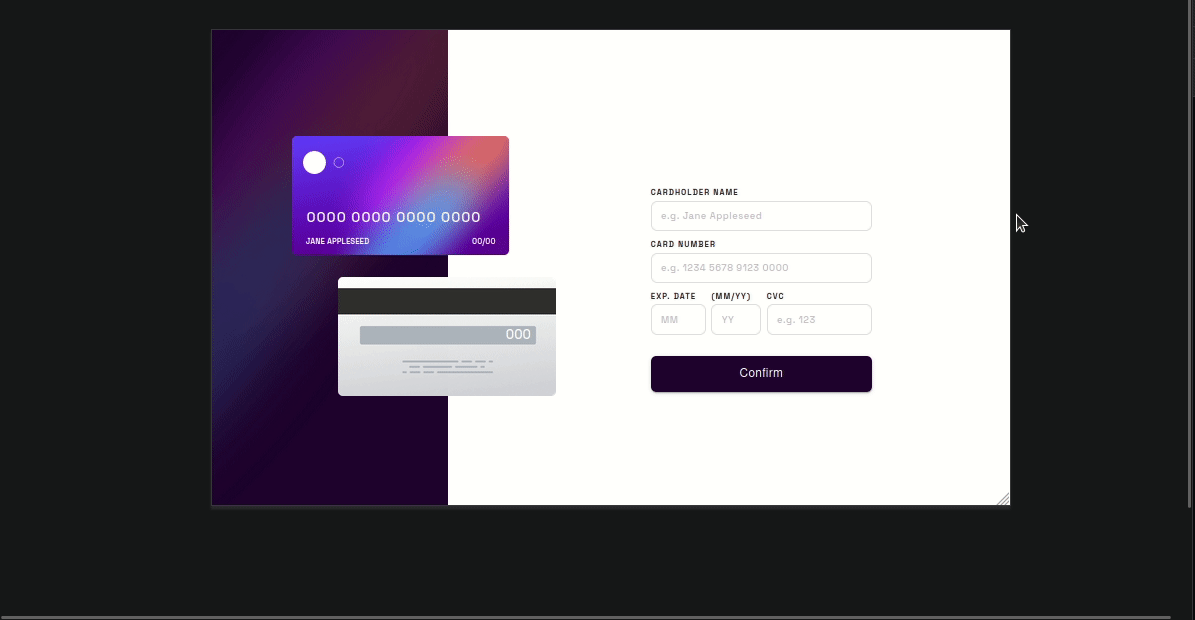 0000 0000 0000 0000
JANE APPLESEED 00/00
000
CARDHOLDER NAME
e.g. Jane Appleseed
CARD NUMBER
e.g. 1234 5678 9123 0000
EXP. DATE (MM/YY) CVC
MM YY e.g. 123
Confirm